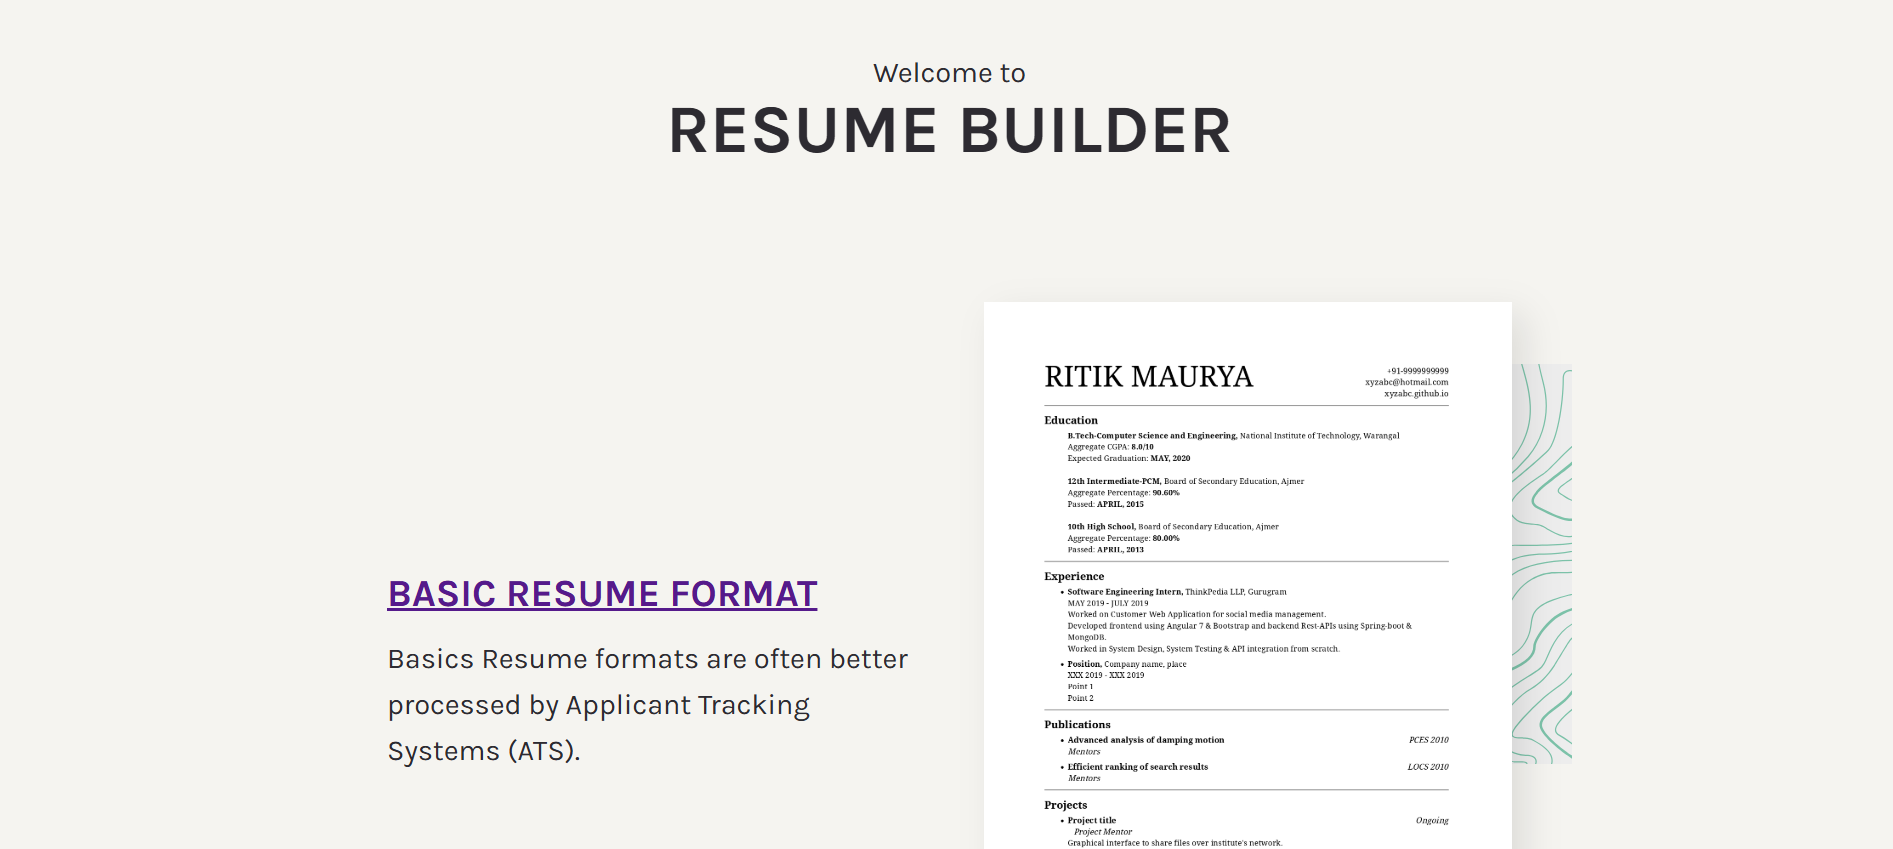 Welcome to
RESUME BUILDER
BASIC RESUME FORMAT
Basics Resume formats are often better
processed by Applicant Tracking
Systems (ATS).
RITIK MAURYA
+91-9999999999
xyzabc@hotmail.com
xyzabc.github.io
Education
B.Tech-Computer Science and Engineering, National Institute of Technology, Warangal
Aggregate CGPA: 8.0/10
Expected Graduation: MAY, 2020
12th Intermediate-PCM, Board of Secondary Education, Ajmer
Aggregate Percentage: 90.60%
Passed: APRIL, 2015
10th High School, Board of Secondary Education, Ajmer
Aggregate Percentage: 80.00%
Passed: APRIL, 2013
Experience
• Software Engineering Intern, ThinkPedia LLP, Gurugram
MAY 2019 - JULY 2019
Worked on Customer Web Application for social media management.
Developed frontend using Angular 7 & Bootstrap and backend Rest-APIs using Spring-boot &
MongoDB.
Worked in System Design, System Testing & API integration from scratch.
• Position, Company name, place
XXX 2019 - XXX 2019
Point 1
Point 2
Publications
• Advanced analysis of damping motion PCES 2010
Mentors
• Efficient ranking of search results LOCS 2010
Mentors
Projects
• Project title Ongoing
Project Mentor
Graphical interface to share files over institute's network.